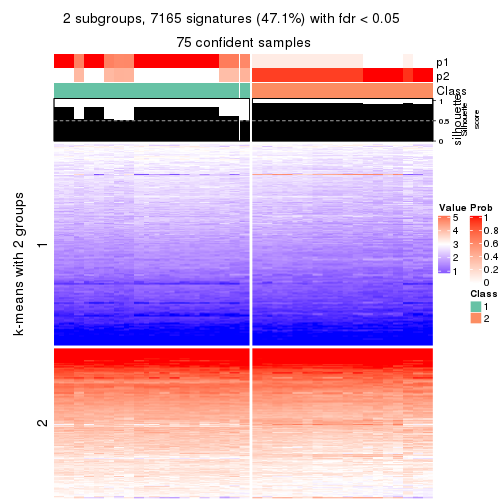 2 subgroups, 7165 signatures (47.1%) with fdr < 0.05
75 confident samples
p1
p2
Class
1
0.5
0
silhouette
Silhouette
score
k-means with 2 groups
1
2
Value
5
4
3
2
1
Prob
1
0.8
0.6
0.4
0.2
0
Class
1
2